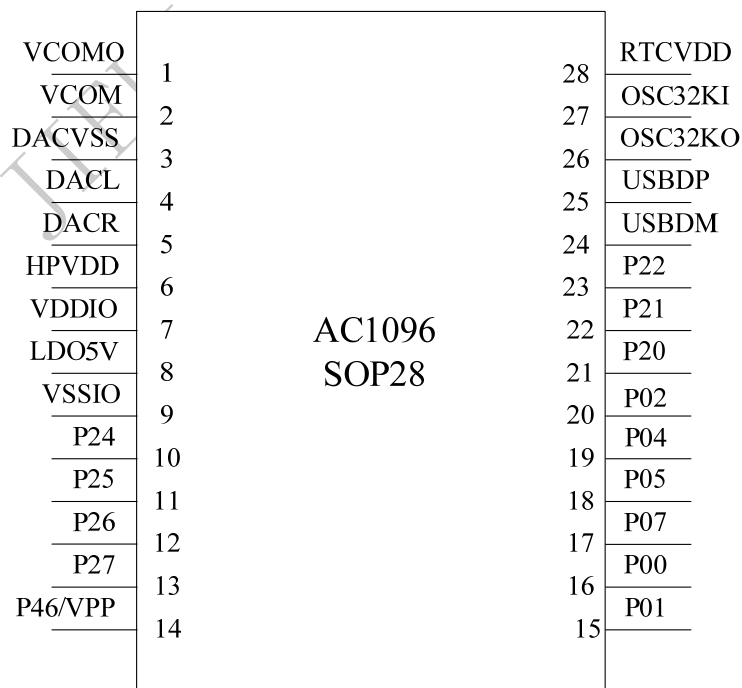 VCOMO 1 28 RTCVDD
VCOM 2 27 OSC32KI
DACVSS 3 26 OSC32KO
DACL 4 25 USBDP
DACR 5 24 USBDM
HPVDD 6 23 P22
VDDIO 7 22 P21
LDO5V 8 21 P20
VSSIO 9 20 P02
P24 10 19 P04
P25 11 18 P05
P26 12 17 P07
P27 13 16 P00
P46/VPP 14 15 P01
AC1096
SOP28